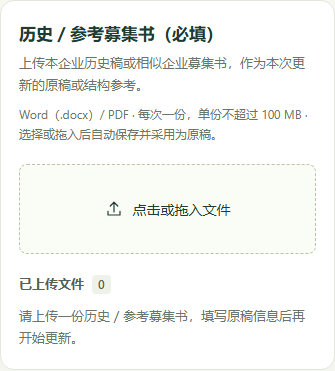 历史 / 参考募集书（必填）
上传本企业历史稿或相似企业募集书，作为本次更
新的原稿或结构参考。
Word（.docx）/ PDF · 每次一份，单份不超过 100 MB ·
选择或拖入后自动保存并采用为原稿。
点击或拖入文件
已上传文件 0
请上传一份历史 / 参考募集书，填写原稿信息后再
开始更新。